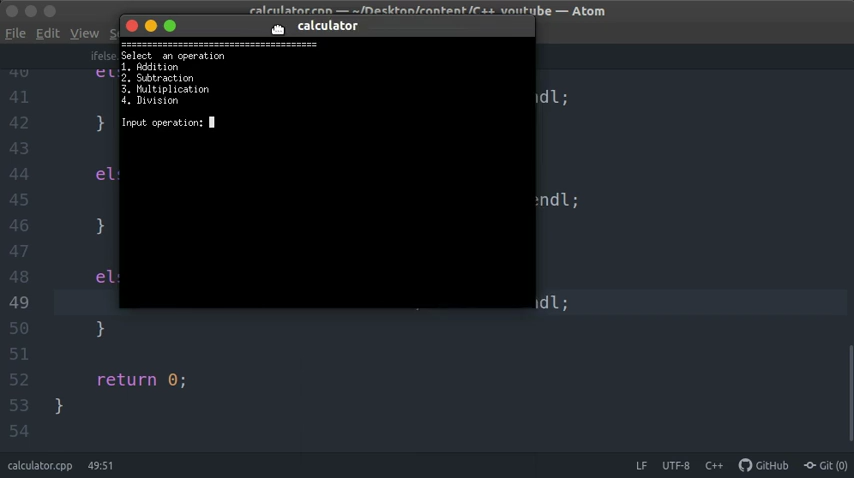 calculator.cpp — ~/Desktop/content/C++ youtube — Atom
calculator
File Edit View
ifelse.
=====================================
Select  an operation
1. Addition
2. Subtraction
3. Multiplication
4. Division
Input operation:
40 els
41 ndl;
42 }
43
44 els
45 endl;
46 }
47
48 els
49 ndl;
50 }
51
52 return 0;
53 }
54
calculator.cpp 49:51 LF UTF-8 C++ GitHub Git (0)